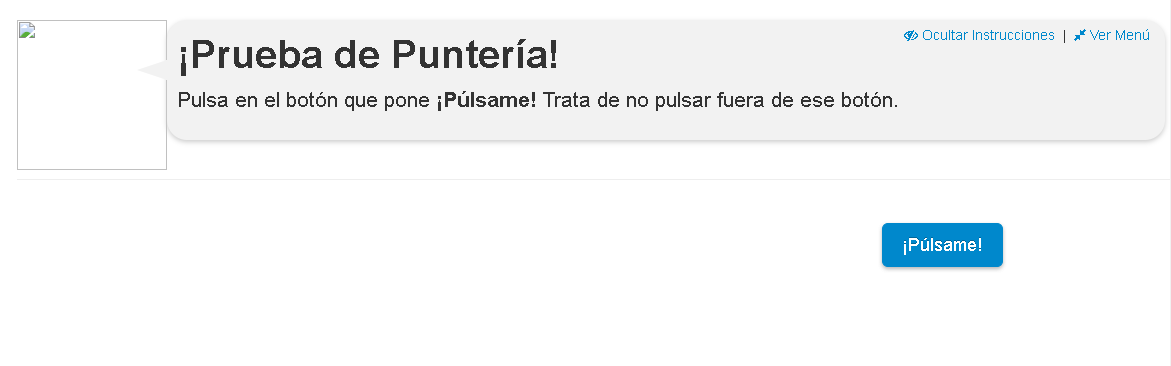 Ocultar Instrucciones | Ver Menú
¡Prueba de Puntería!
Pulsa en el botón que pone ¡Púlsame! Trata de no pulsar fuera de ese botón.
¡Púlsame!